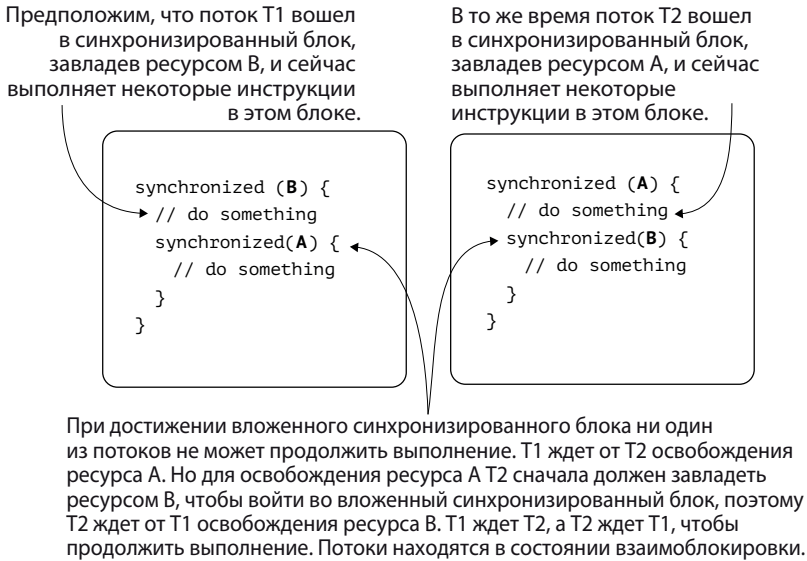 Предположим, что поток T1 вошел
в синхронизированный блок,
завладев ресурсом B, и сейчас
выполняет некоторые инструкции
в этом блоке.
В то же время поток T2 вошел
в синхронизированный блок,
завладев ресурсом A, и сейчас
выполняет некоторые
инструкции в этом блоке.
synchronized (B) {
// do something
synchronized(A) {
// do something
}
}
synchronized (A) {
// do something
synchronized(B) {
// do something
}
}
При достижении вложенного синхронизированного блока ни один
из потоков не может продолжить выполнение. T1 ждет от T2 освобождения
ресурса A. Но для освобождения ресурса A T2 сначала должен завладеть
ресурсом B, чтобы войти во вложенный синхронизированный блок, поэтому
T2 ждет от T1 освобождения ресурса B. T1 ждет T2, а T2 ждет T1, чтобы
продолжить выполнение. Потоки находятся в состоянии взаимоблокировки.